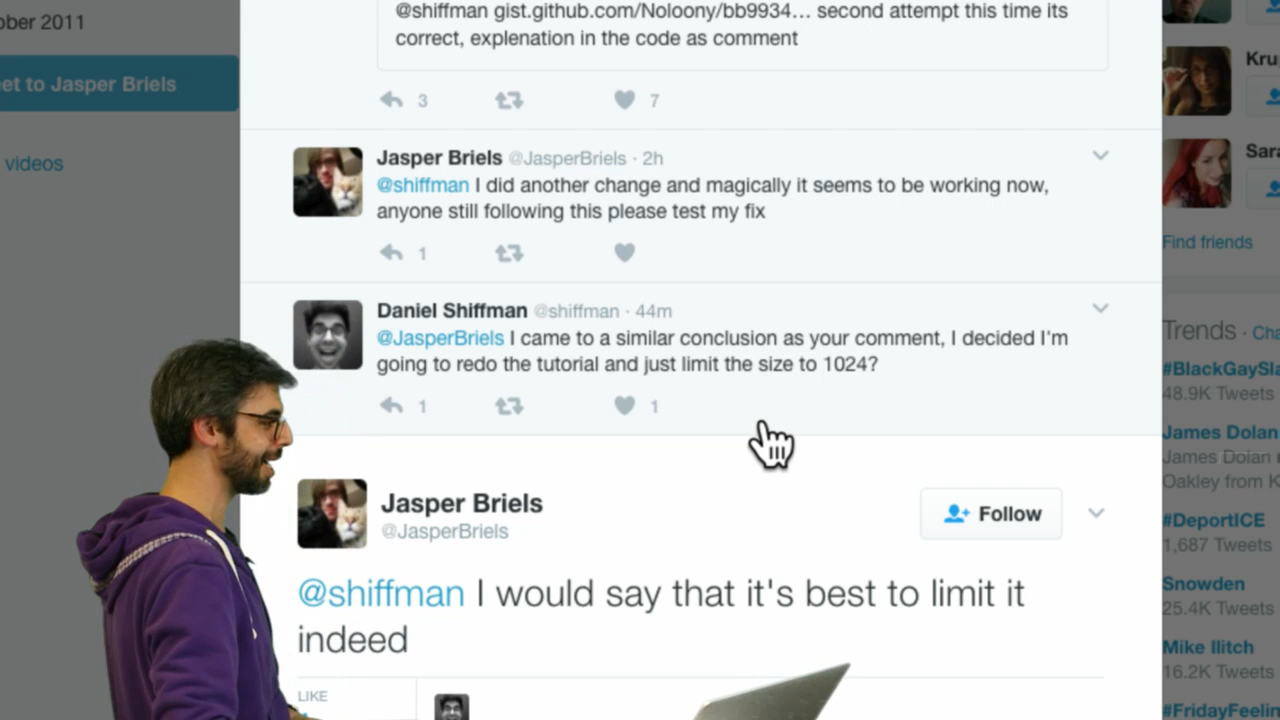 ober 2011
et to Jasper Briels
videos
@shiffman gist.github.com/Noloony/bb9934... second attempt this time its
correct, explenation in the code as comment
3
7
Jasper Briels @JasperBriels · 2h
@shiffman I did another change and magically it seems to be working now,
anyone still following this please test my fix
1
Daniel Shiffman @shiffman · 44m
@JasperBriels I came to a similar conclusion as your comment, I decided I'm
going to redo the tutorial and just limit the size to 1024?
1
1
Jasper Briels
@JasperBriels
Follow
@shiffman I would say that it's best to limit it
indeed
LIKE
Kru
Sara
Find friends
Trends · Cha
#BlackGaySla
48.9K Tweets
James Dolan
James Dolan
Oakley from K
#DeportICE
1,687 Tweets
Snowden
25.4K Tweets
Mike Ilitch
16.2K Tweets
#FridayFeelin